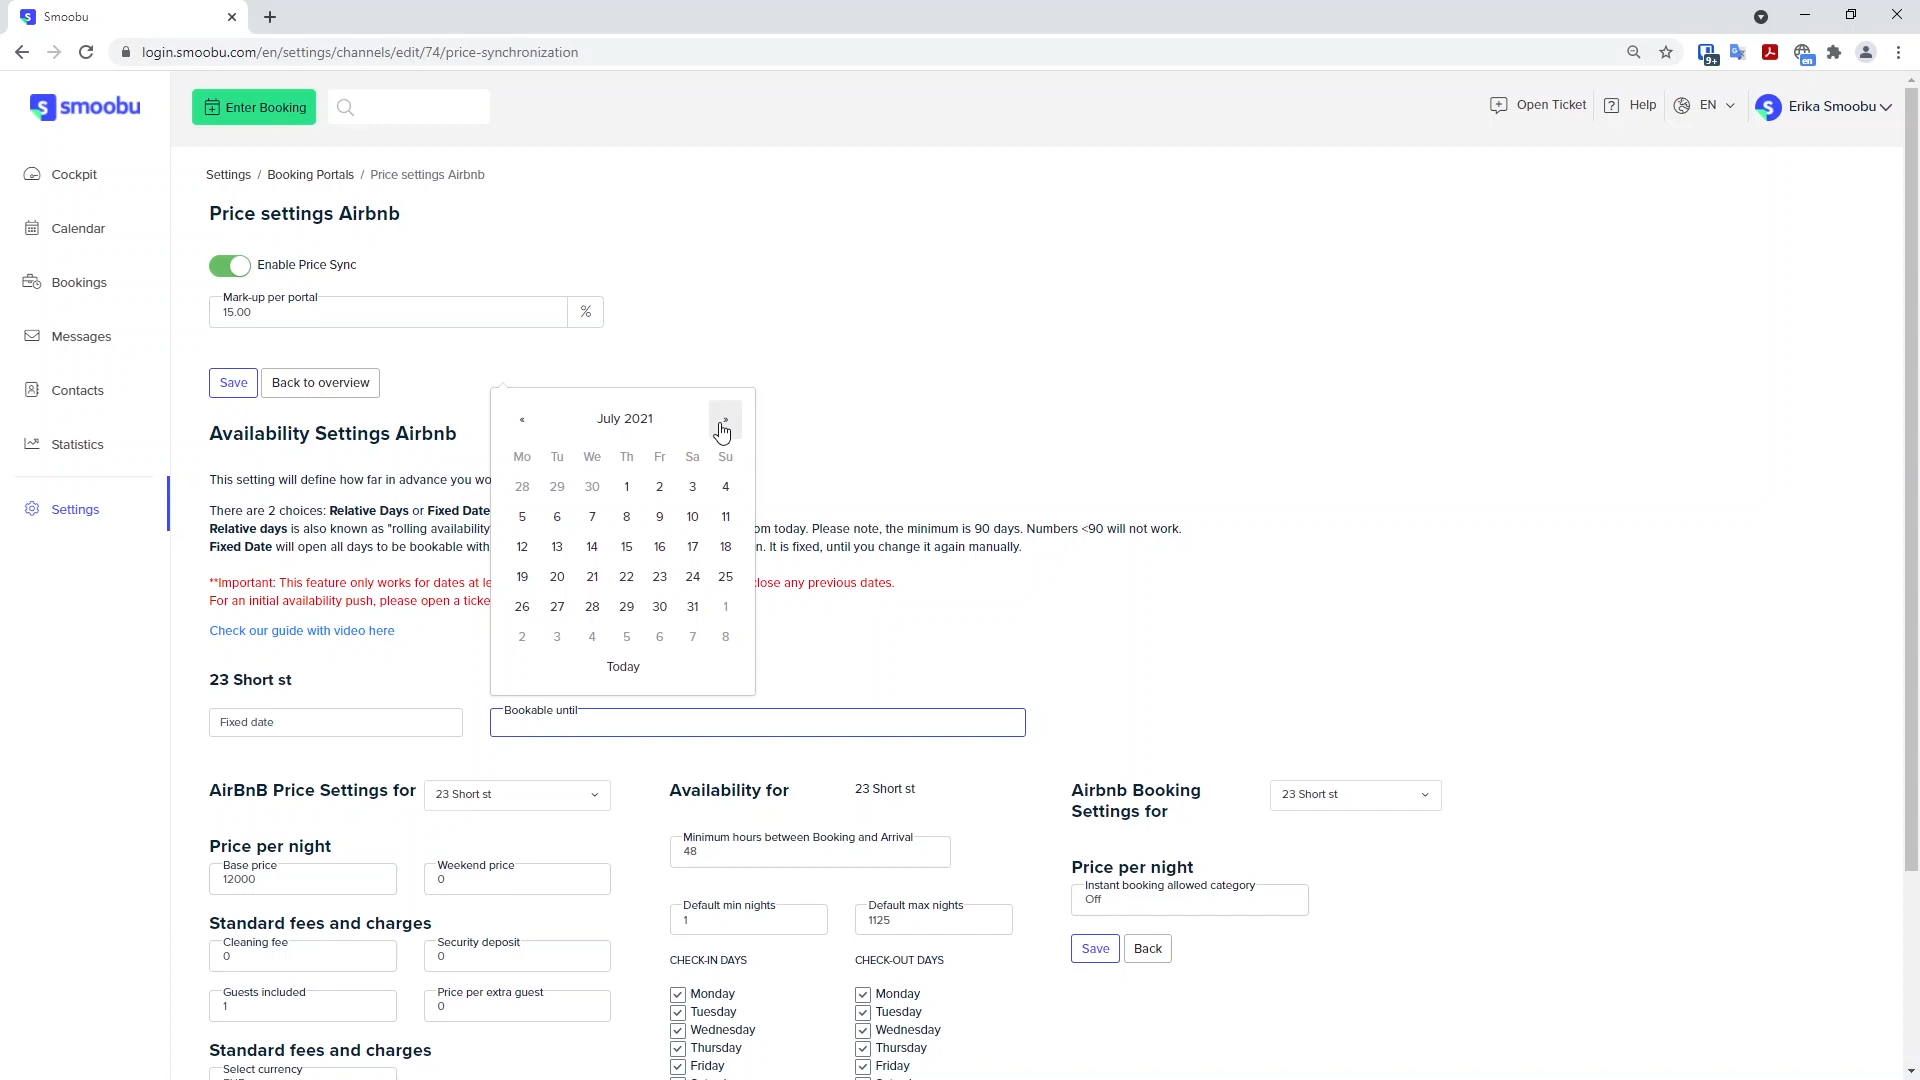 Smoobu
login.smoobu.com/en/settings/channels/edit/74/price-synchronization
9+
en
smoobu
Enter Booking
Open Ticket
Help
EN
Erika Smoobu
Cockpit
Calendar
Bookings
Messages
Contacts
Statistics
Settings
Settings / Booking Portals / Price settings Airbnb
Price settings Airbnb
Enable Price Sync
Mark-up per portal
15.00
%
Save
Back to overview
« July 2021 »
Mo Tu We Th Fr Sa Su
28 29 30 1 2 3 4
5 6 7 8 9 10 11
12 13 14 15 16 17 18
19 20 21 22 23 24 25
26 27 28 29 30 31 1
2 3 4 5 6 7 8
Today
Availability Settings Airbnb
This setting will define how far in advance you
There are 2 choices: Relative Days or Fixed Date
Relative days is also known as "rolling availability today. Please note, the minimum is 90 days. Numbers <90 will not work.
Fixed Date will open all days to be bookable with It is fixed, until you change it again manually.
**Important: This feature only works for dates at any previous dates.
For an initial availability push, please open a
Check our guide with video here
23 Short st
Fixed date
Bookable until
AirBnB Price Settings for
23 Short st
Price per night
Base price
12000
Weekend price
0
Standard fees and charges
Cleaning fee
0
Security deposit
0
Guests included
1
Price per extra guest
0
Standard fees and charges
Select currency
Availability for
23 Short st
Minimum hours between Booking and Arrival
48
Default min nights
1
Default max nights
1125
CHECK-IN DAYS
Monday
Tuesday
Wednesday
Thursday
Friday
CHECK-OUT DAYS
Monday
Tuesday
Wednesday
Thursday
Friday
Airbnb Booking
Settings for
23 Short st
Price per night
Instant booking allowed category
Off
Save
Back